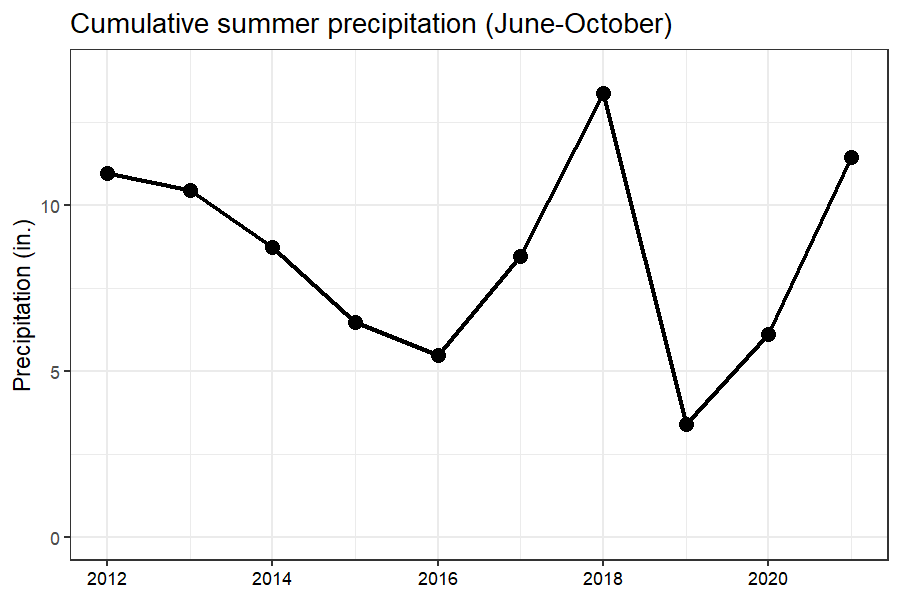 Cumulative summer precipitation (June-October)
Precipitation (in.)
10
5
0
2012 2014 2016 2018 2020